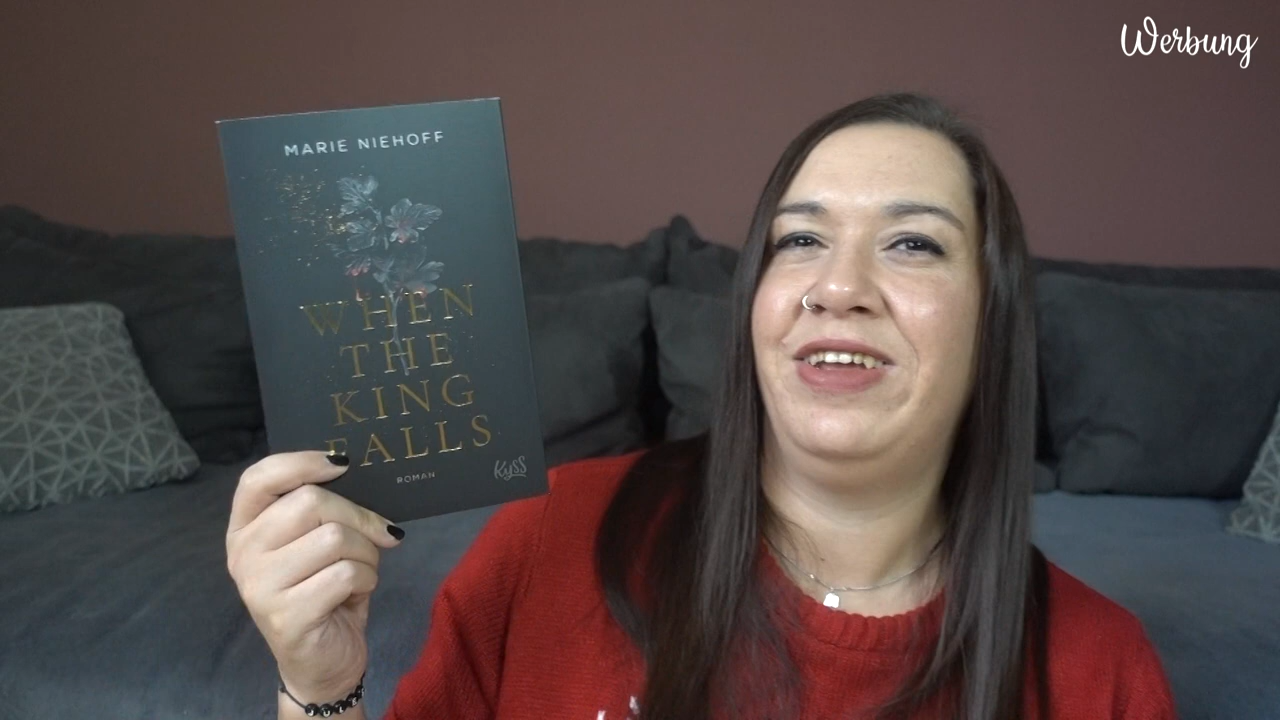 Werbung
MARIE NIEHOFF
WHEN
THE
KING
FALLS
ROMAN
Kyss